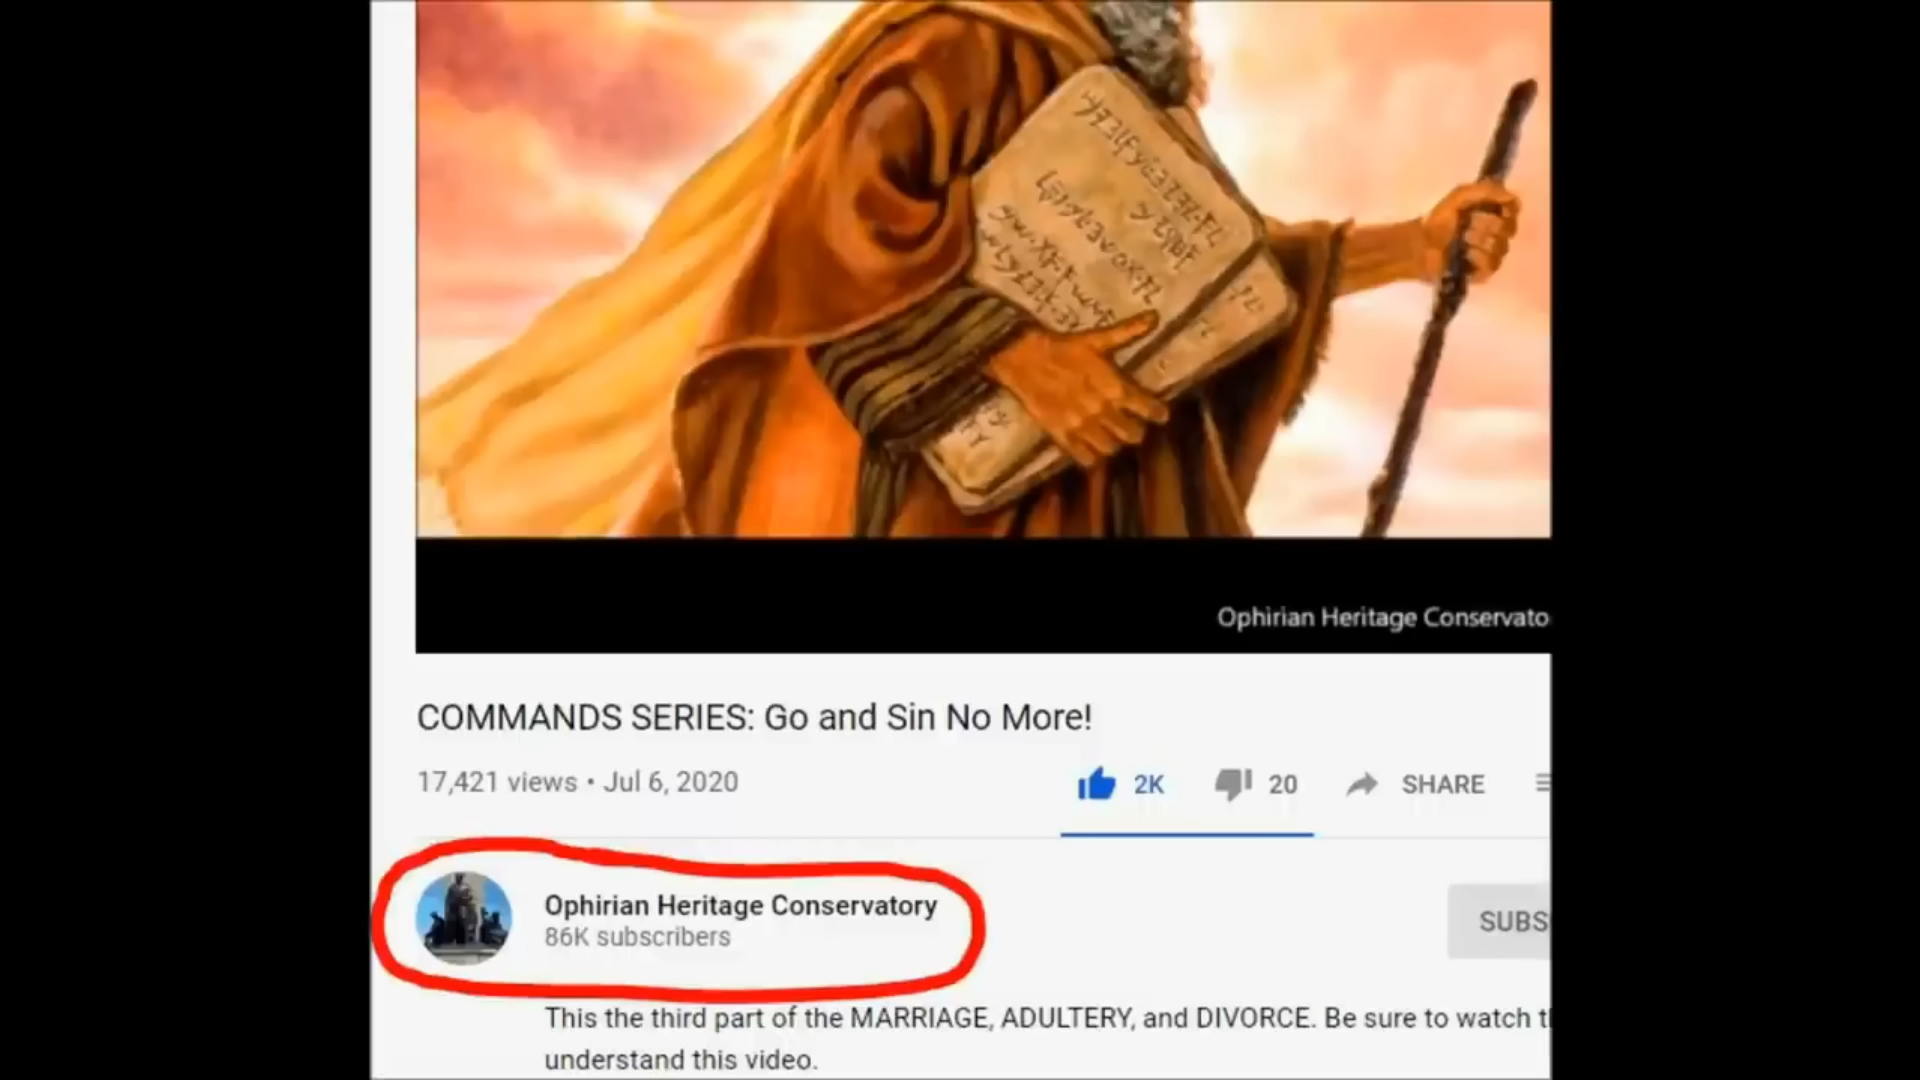 Ophirian Heritage Conservato
COMMANDS SERIES: Go and Sin No More!
17,421 views • Jul 6, 2020
2K
20
SHARE
SUBS
Ophirian Heritage Conservatory
86K subscribers
This the third part of the MARRIAGE, ADULTERY, and DIVORCE. Be sure to watch t
understand this video.